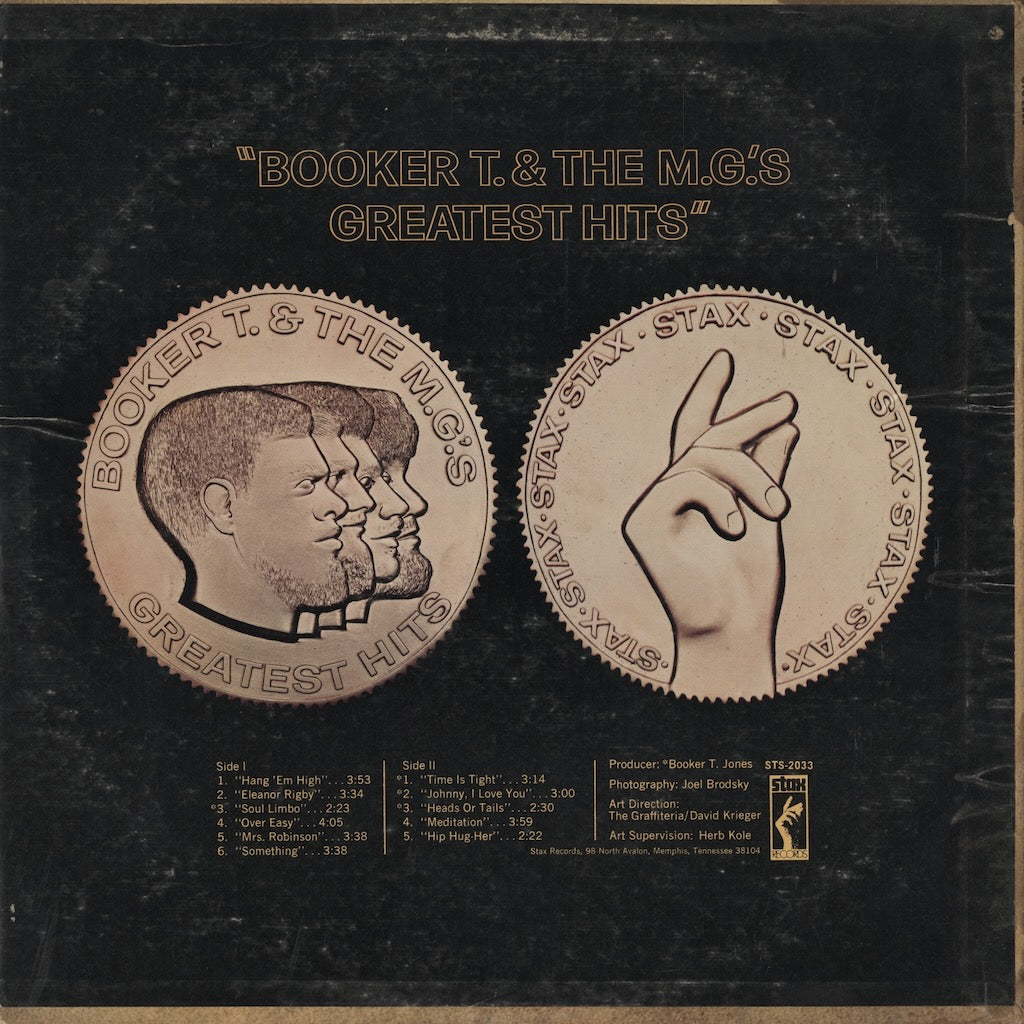 "BOOKER T. & THE M.G.'S
GREATEST HITS"
BOOKER T. & THE M.G.'S
GREATEST HITS
STAX · STAX · STAX · STAX · STAX · STAX · STAX · STAX · STAX · STAX ·
Side I
1. "Hang 'Em High"...3:53
2. "Eleanor Rigby"...3:34
*3. "Soul Limbo"...2:23
4. "Over Easy"...4:05
5. "Mrs. Robinson"...3:38
6. "Something"...3:38
Side II
*1. "Time Is Tight"...3:14
*2. "Johnny, I Love You"...3:00
*3. "Heads Or Tails"...2:30
4. "Meditation"...3:59
5. "Hip Hug-Her"...2:22
Producer: *Booker T. Jones
Photography: Joel Brodsky
Art Direction:
The Graffiteria/David Krieger
Art Supervision: Herb Kole
Stax Records, 98 North Avalon, Memphis, Tennessee 38104
STS-2033
stax
RECORDS